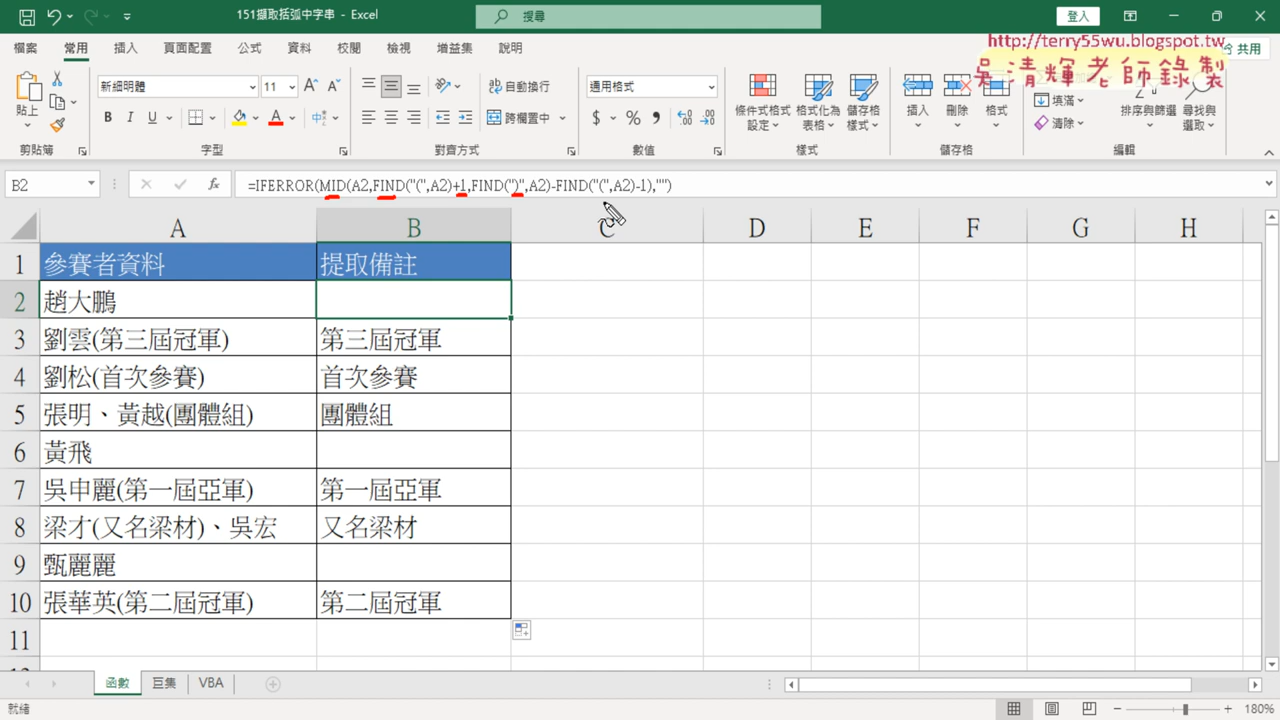 151擷取括弧中字串 - Excel
搜尋
登入
http://terry55wu.blogspot.tw
吳清輝老師錄製
檔案 常用 插入 頁面配置 公式 資料 校閱 檢視 增益集 說明 共用
貼上
新細明體 11
自動換行
跨欄置中
通用格式
條件式格式設定
格式化為表格
儲存格樣式
插入 刪除 格式
填滿
清除
排序與篩選
尋找與選取
剪貼簿 字型 對齊方式 數值 樣式 儲存格 編輯
B2
=IFERROR(MID(A2,FIND("(",A2)+1,FIND(")",A2)-FIND("(",A2)-1),"")
A B C D E F G H
1 參賽者資料 提取備註
2 趙大鵬
3 劉雲(第三屆冠軍) 第三屆冠軍
4 劉松(首次參賽) 首次參賽
5 張明、黃越(團體組) 團體組
6 黃飛
7 吳申麗(第一屆亞軍) 第一屆亞軍
8 梁才(又名梁材)、吳宏 又名梁材
9 甄麗麗
10 張華英(第二屆冠軍) 第二屆冠軍
11
函數 巨集 VBA
就緒
180%